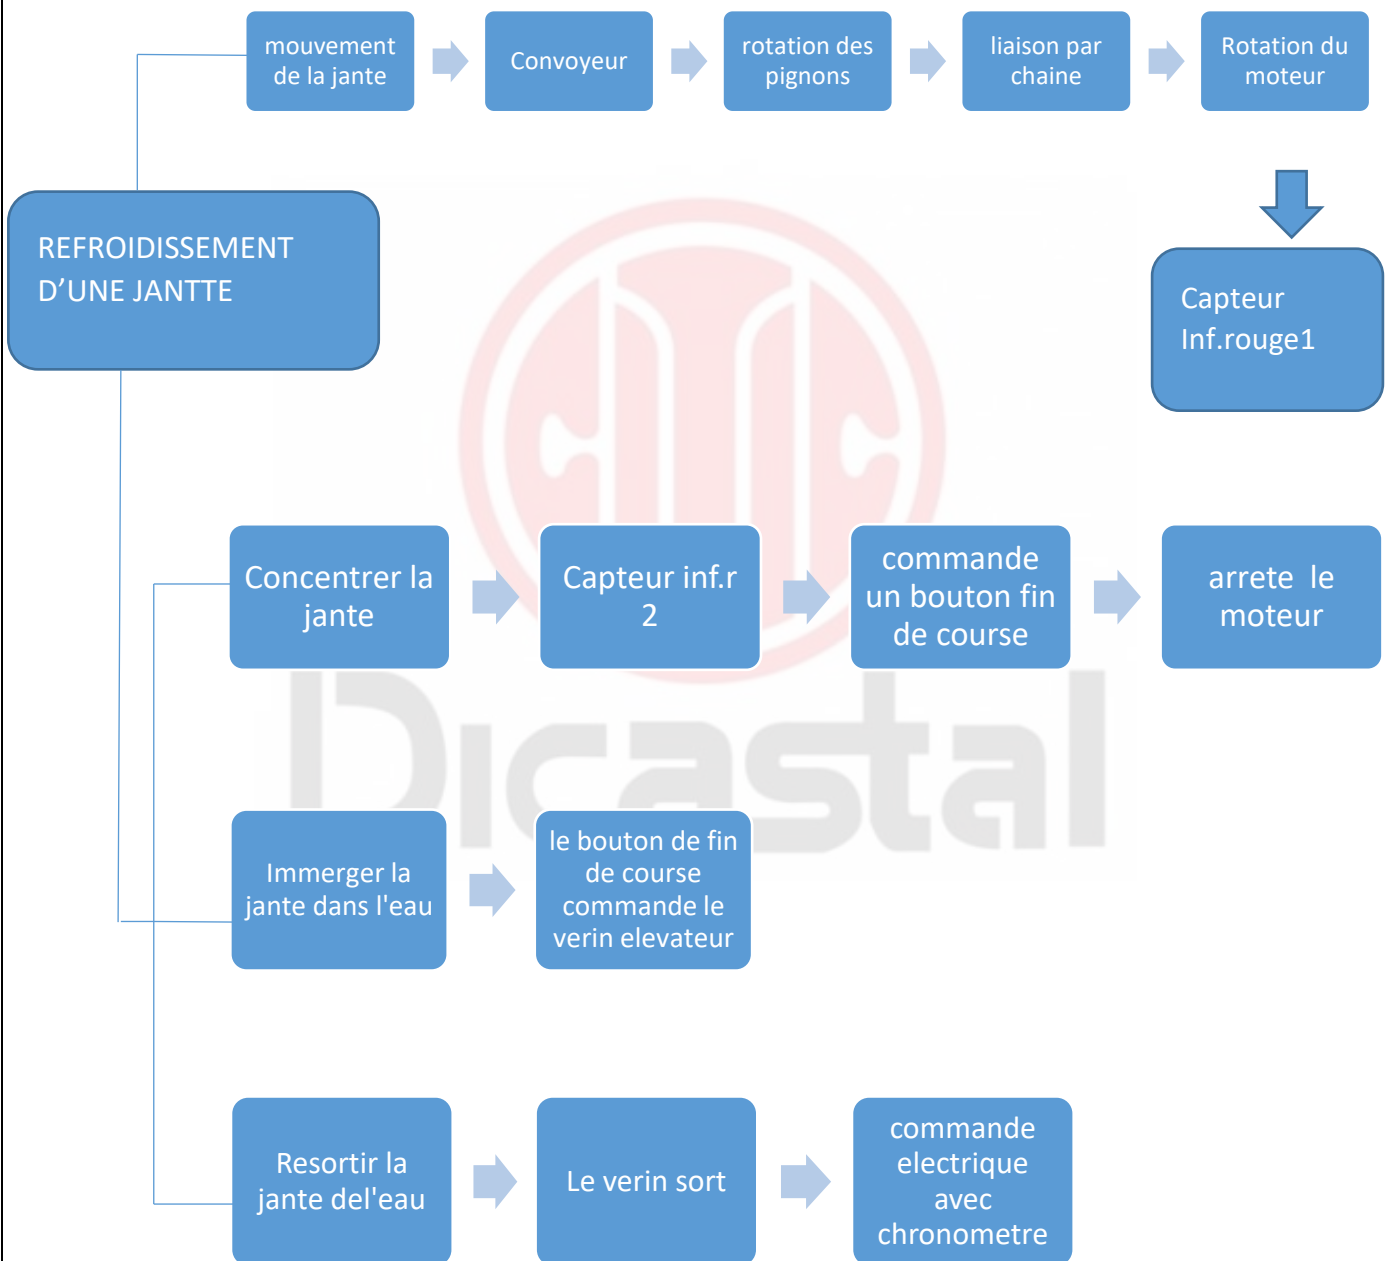 mouvement
de la jante
Convoyeur
rotation des
pignons
liaison par
chaine
Rotation du
moteur
REFROIDISSEMENT
D’UNE JANTTE
Capteur
Inf.rouge1
Concentrer la
jante
Capteur inf.r
2
commande
un bouton fin
de course
arrete le
moteur
Immerger la
jante dans l'eau
le bouton de fin
de course
commande le
verin elevateur
Resortir la
jante del'eau
Le verin sort
commande
electrique
avec
chronometre
CITIC
Dicastal